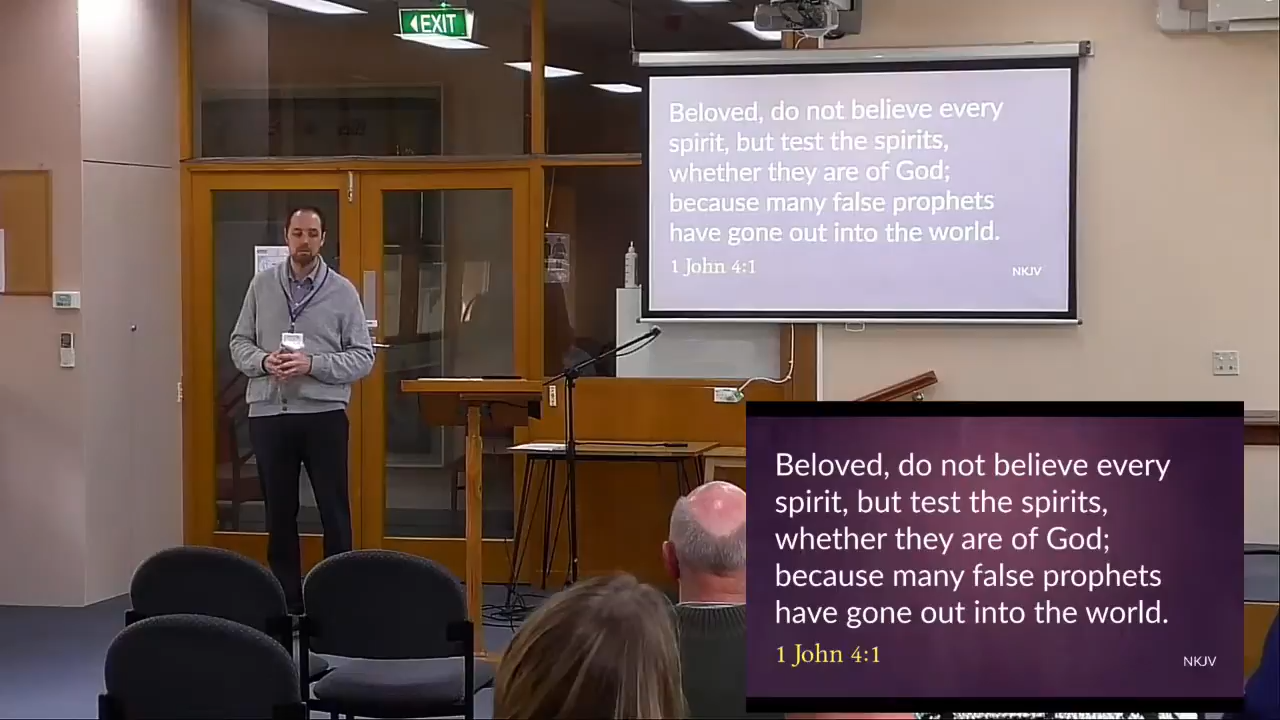 EXIT
Beloved, do not believe every
spirit, but test the spirits,
whether they are of God;
because many false prophets
have gone out into the world.
1 John 4:1
NKJV
Beloved, do not believe every
spirit, but test the spirits,
whether they are of God;
because many false prophets
have gone out into the world.
1 John 4:1
NKJV